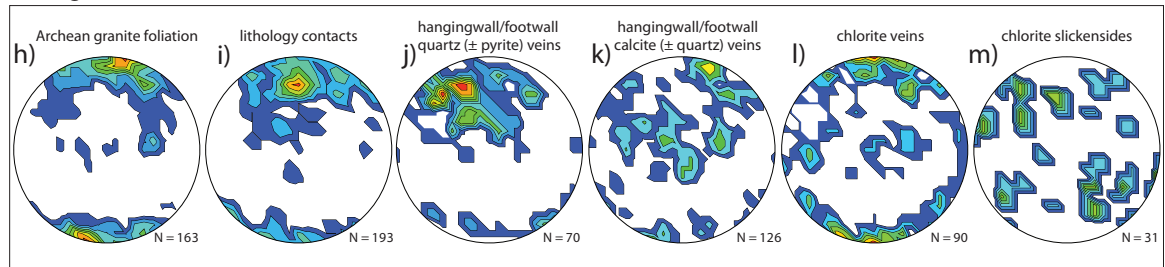 h) Archean granite foliation
N = 163
i) lithology contacts
N = 193
j) hangingwall/footwall
quartz (± pyrite) veins
N = 70
k) hangingwall/footwall
calcite (± quartz) veins
N = 126
l) chlorite veins
N = 90
m) chlorite slickensides
N = 31